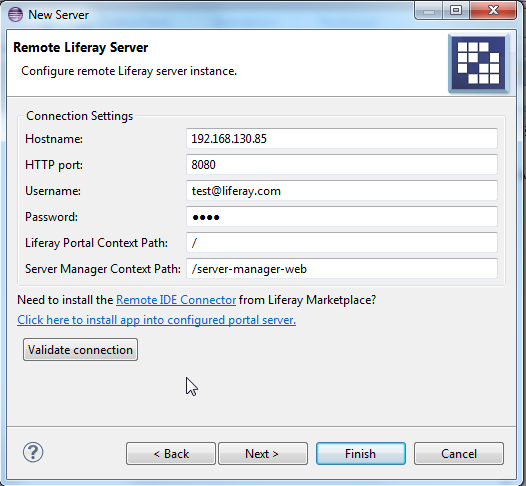 New Server
Remote Liferay Server
Configure remote Liferay server instance.
Connection Settings
Hostname: 192.168.130.85
HTTP port: 8080
Username: test@liferay.com
Password: ●●●●
Liferay Portal Context Path: /
Server Manager Context Path: /server-manager-web
Need to install the Remote IDE Connector from Liferay Marketplace?
Click here to install app into configured portal server.
Validate connection
? < Back Next > Finish Cancel